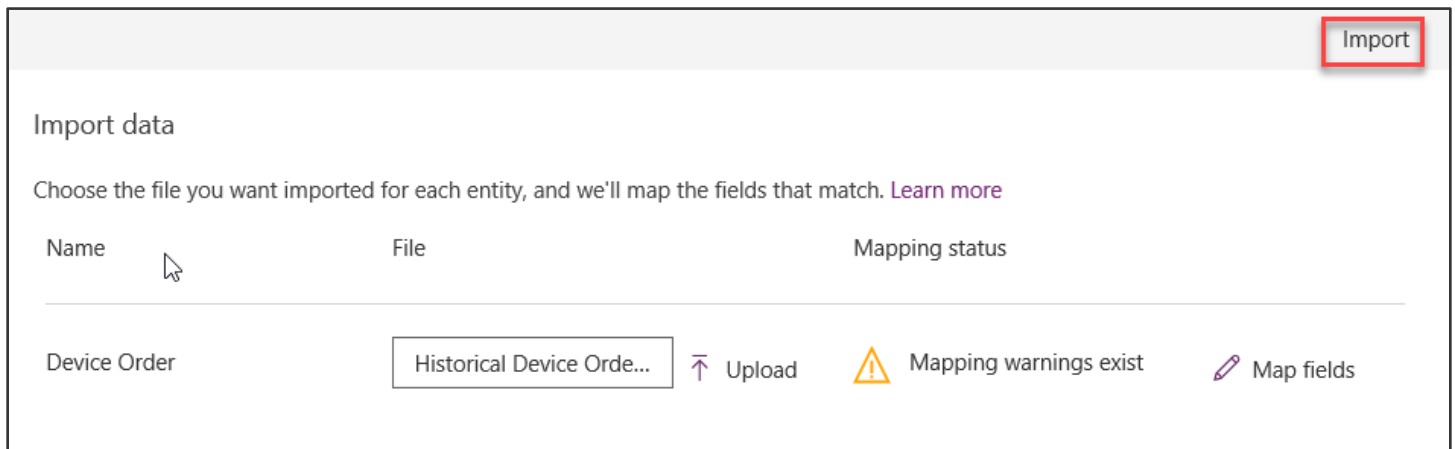 Import
Import data
Choose the file you want imported for each entity, and we'll map the fields that match. Learn more
Name File Mapping status
Device Order Historical Device Orde... Upload Mapping warnings exist Map fields